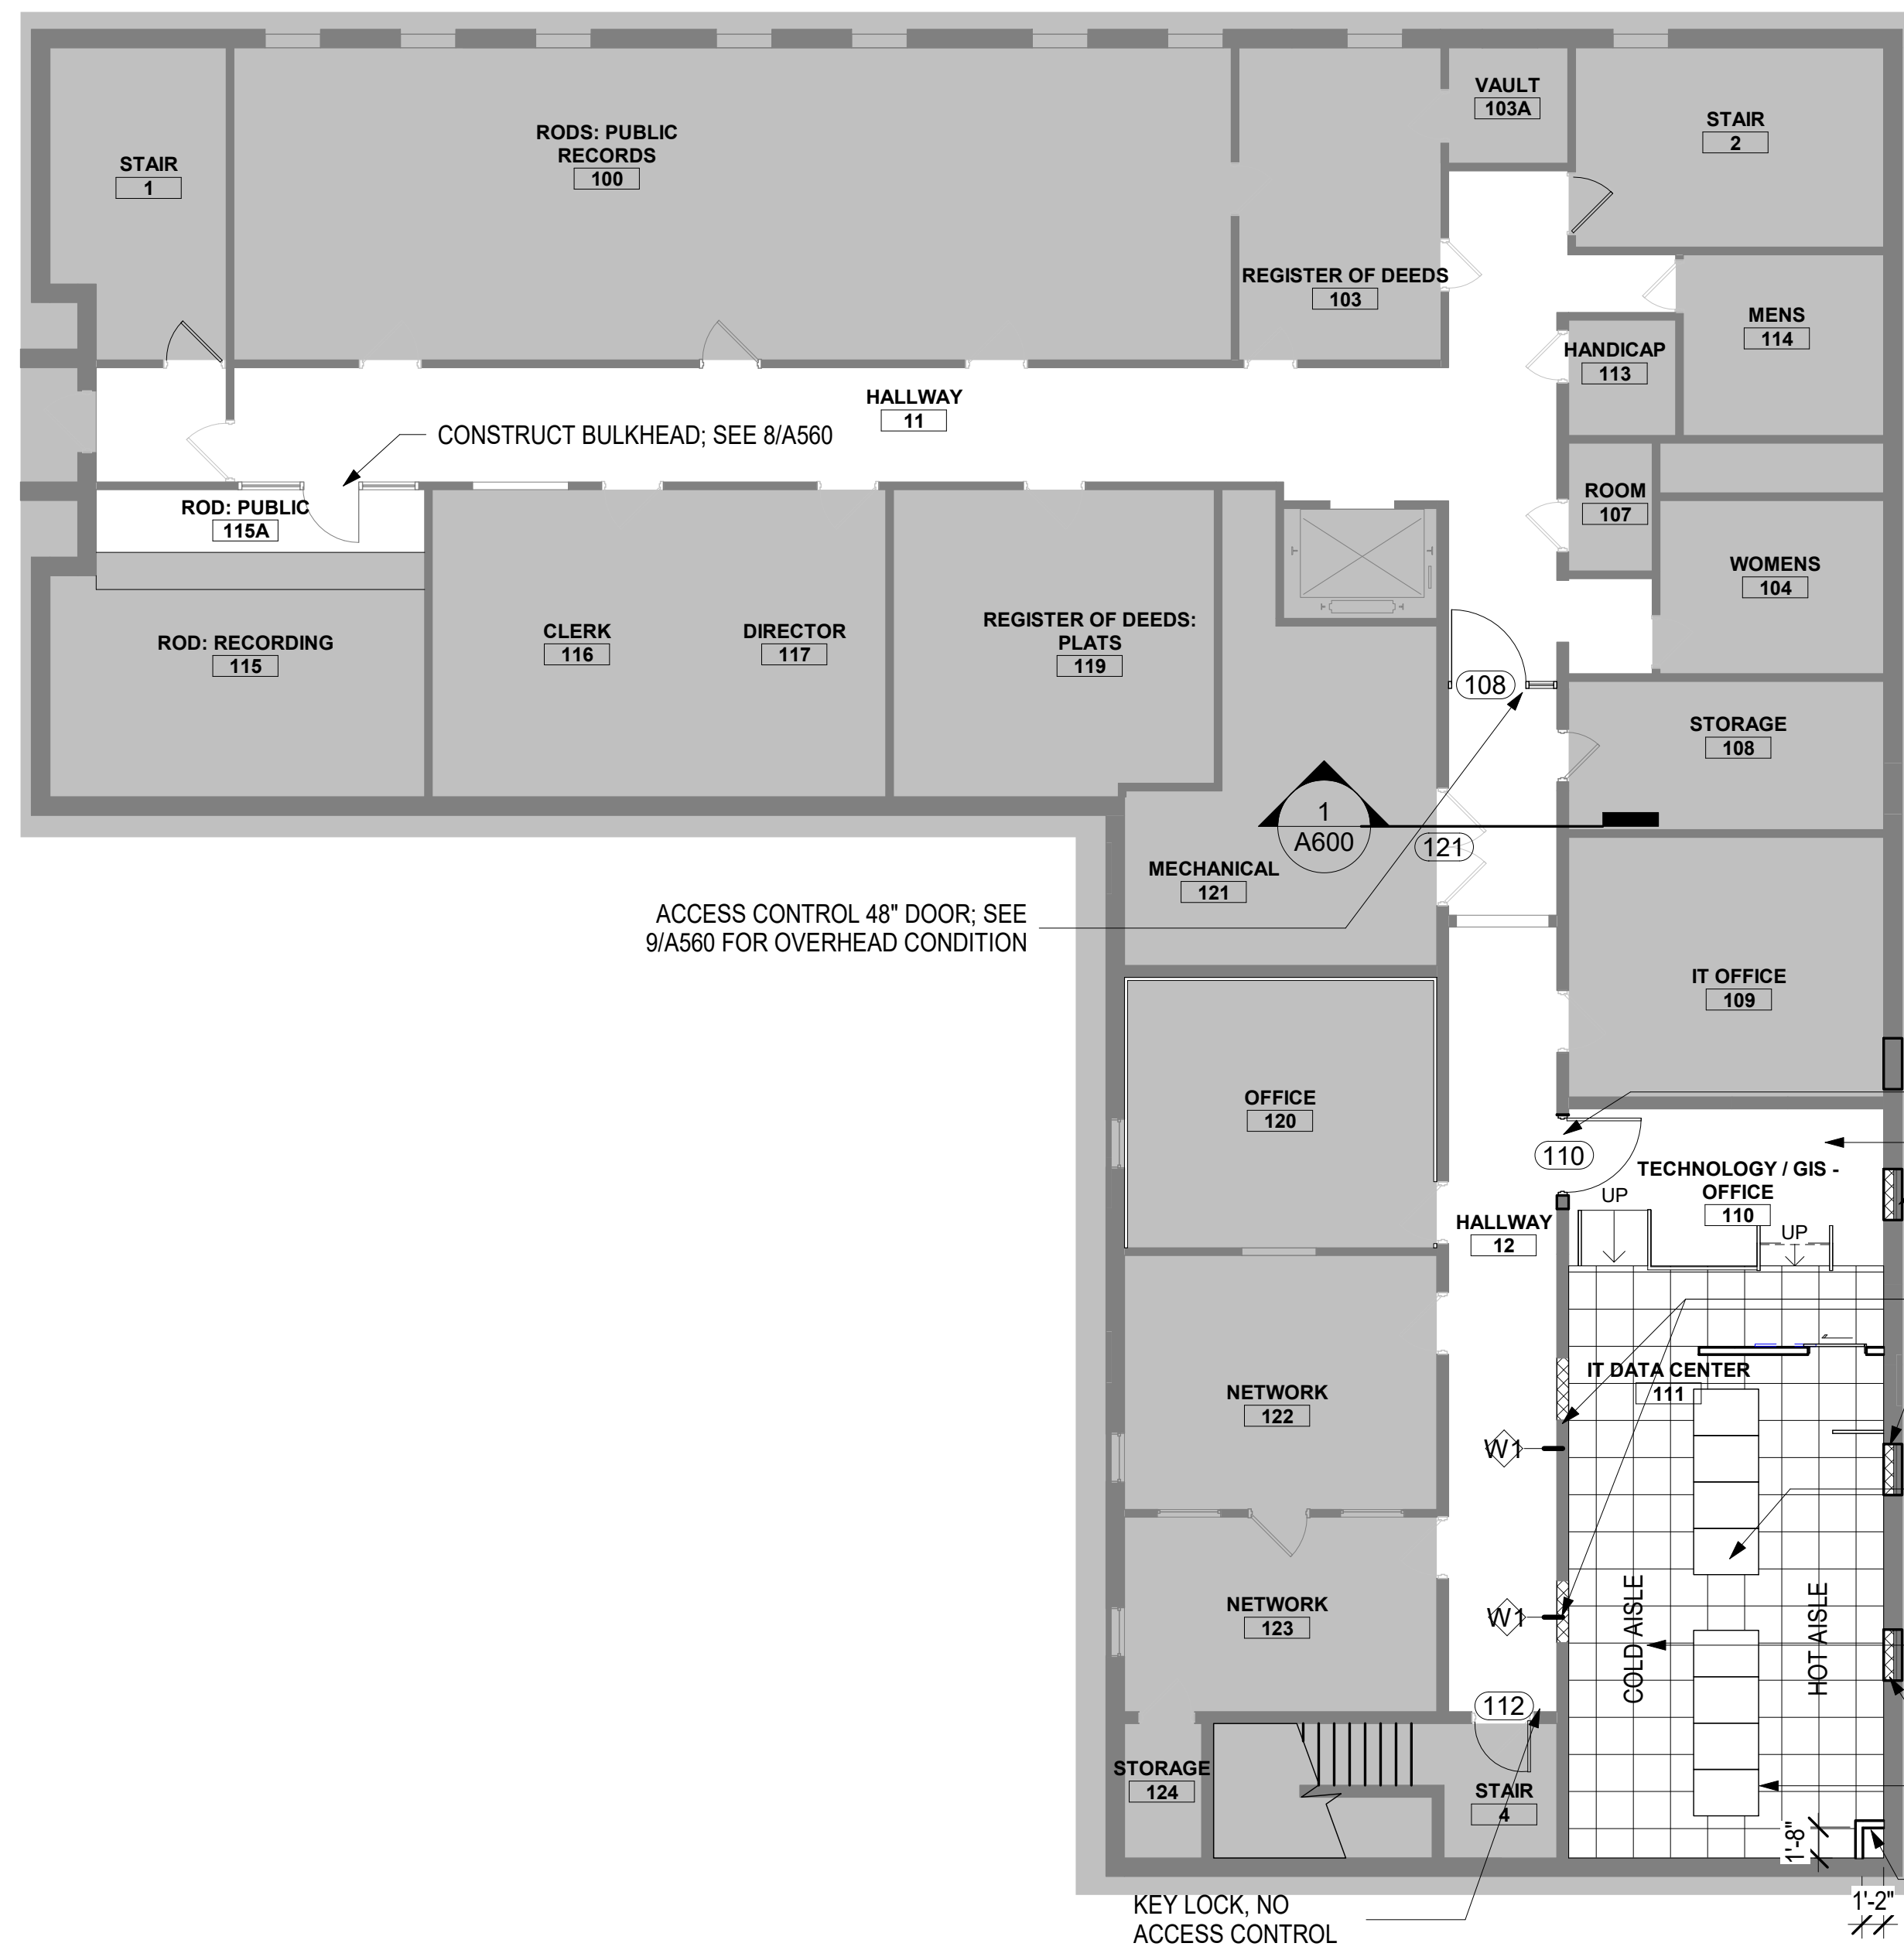 VAULT
103A
STAIR
2
RODS: PUBLIC
RECORDS
100
STAIR
1
REGISTER OF DEEDS
103
MENS
114
HANDICAP
113
HALLWAY
11
CONSTRUCT BULKHEAD; SEE 8/A560
ROD: PUBLIC
115A
ROOM
107
WOMENS
104
ROD: RECORDING
115
CLERK
116
DIRECTOR
117
REGISTER OF DEEDS:
PLATS
119
108
STORAGE
108
1
A600
121
MECHANICAL
121
ACCESS CONTROL 48" DOOR; SEE
9/A560 FOR OVERHEAD CONDITION
IT OFFICE
109
OFFICE
120
110
TECHNOLOGY / GIS -
OFFICE
110
UP
UP
HALLWAY
12
IT DATA CENTER
111
NETWORK
122
W1
NETWORK
123
W1
COLD AISLE
HOT AISLE
112
STORAGE
124
STAIR
4
1'-8"
1'-2"
KEY LOCK, NO
ACCESS CONTROL